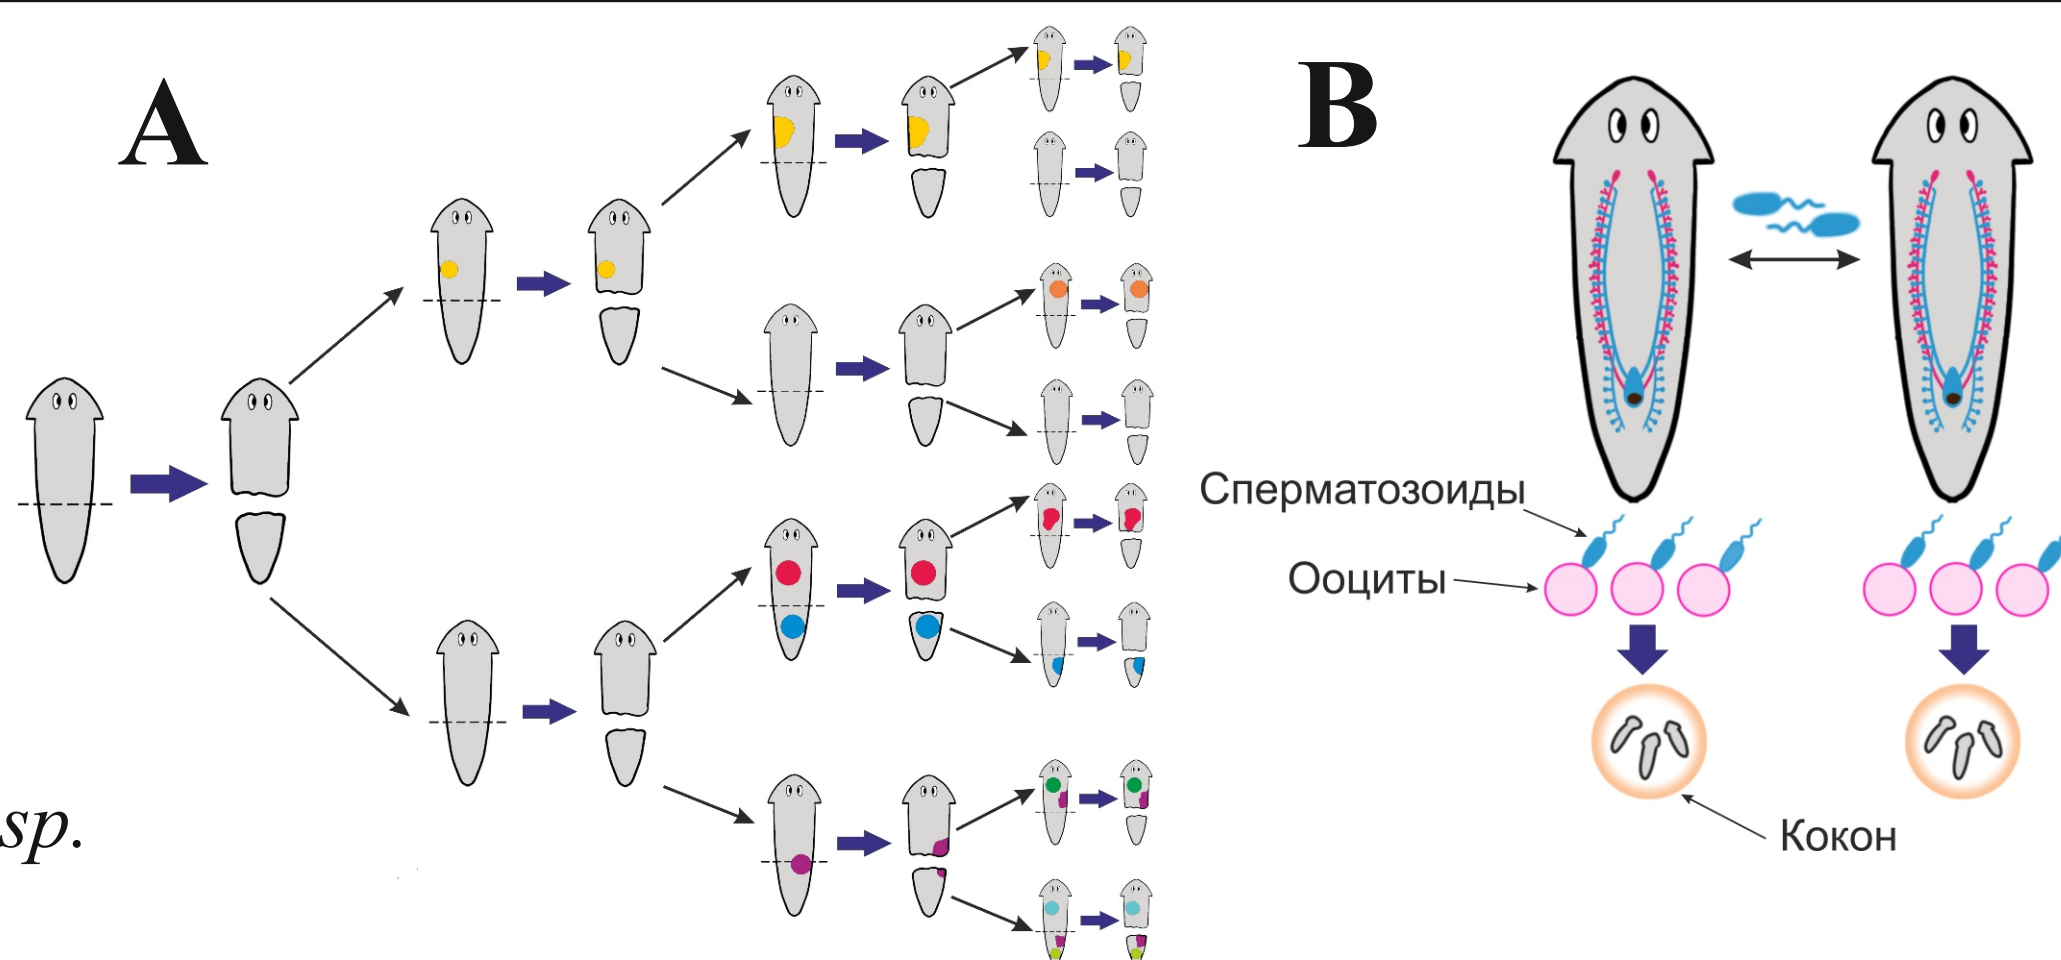 A
B
sp.
Сперматозоиды
Ооциты
Кокон